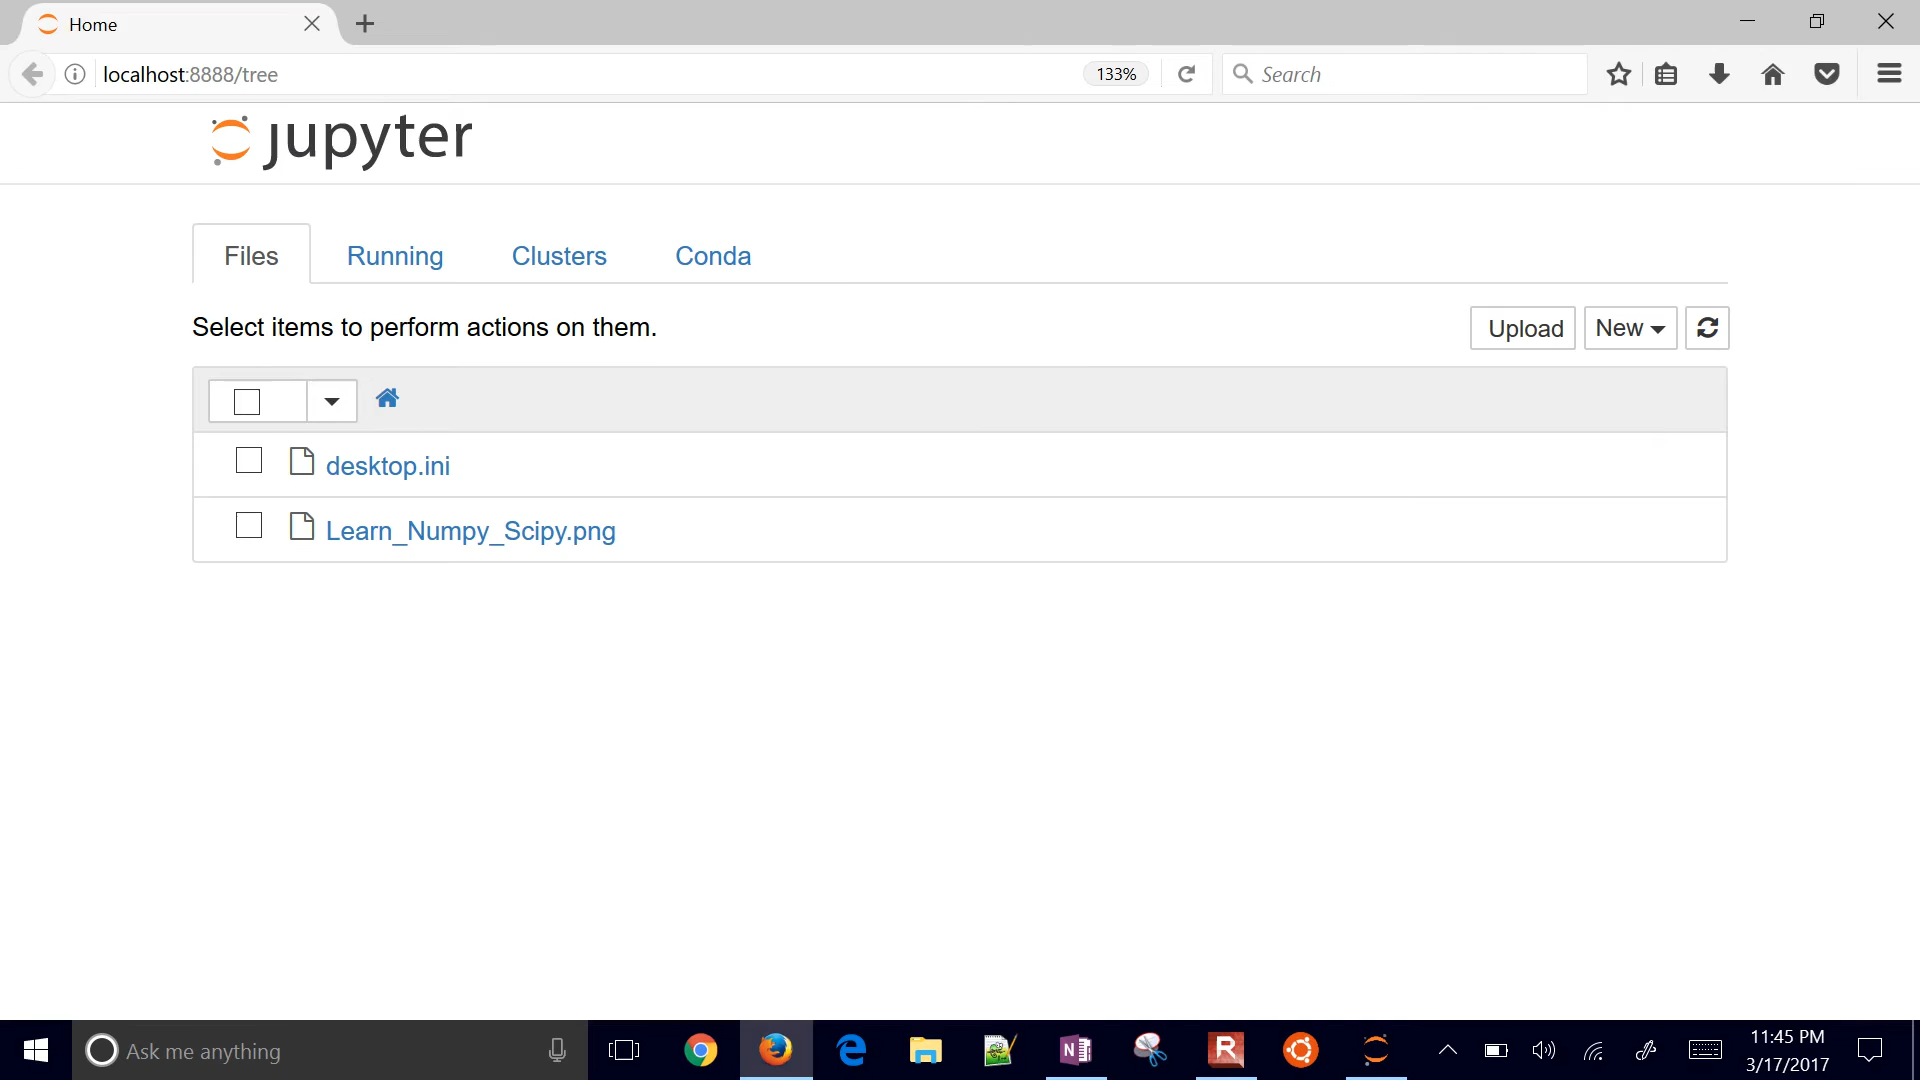 Home
localhost:8888/tree
133%
Search
jupyter
Files
Running
Clusters
Conda
Select items to perform actions on them.
Upload
New
desktop.ini
Learn_Numpy_Scipy.png
Ask me anything
N
R
11:45 PM
3/17/2017